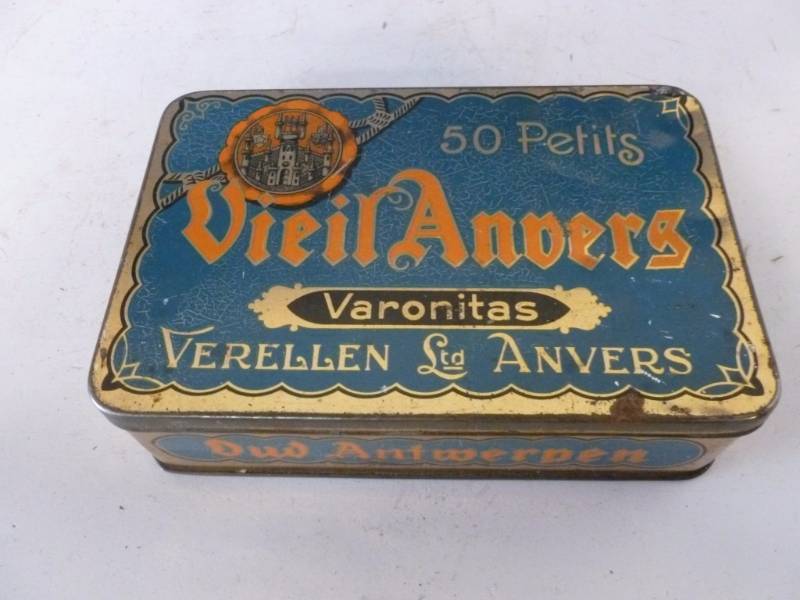 50 Petits
Vieil Anvers
Varonitas
VERELLEN Ltd ANVERS
Oud Antwerpen